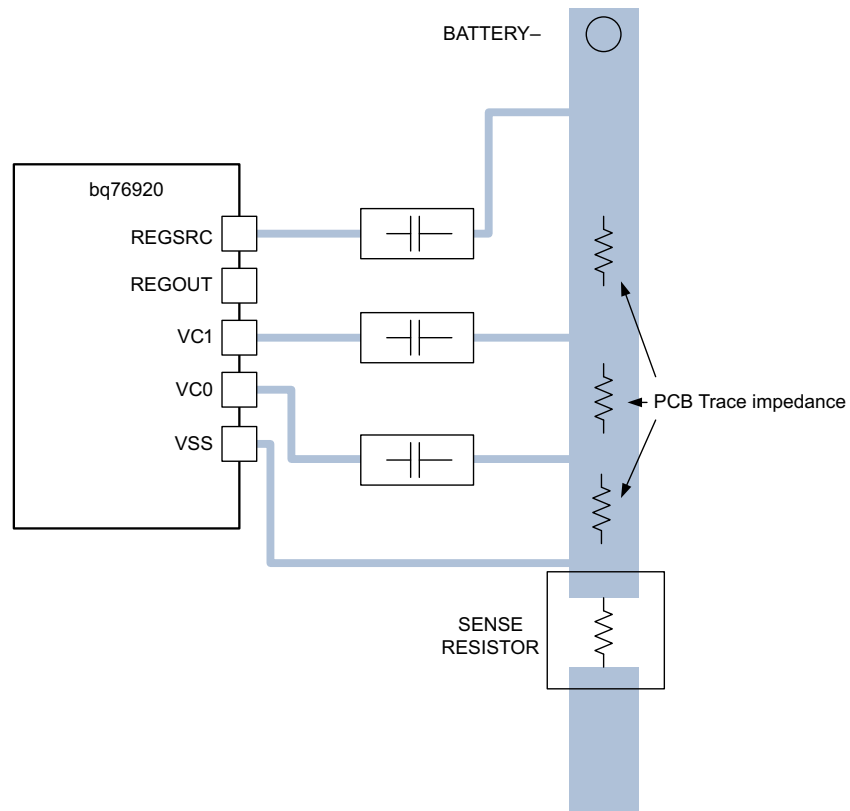 BATTERY–
bq76920
REGSRC
REGOUT
VC1
VC0
VSS
PCB Trace impedance
SENSE
RESISTOR